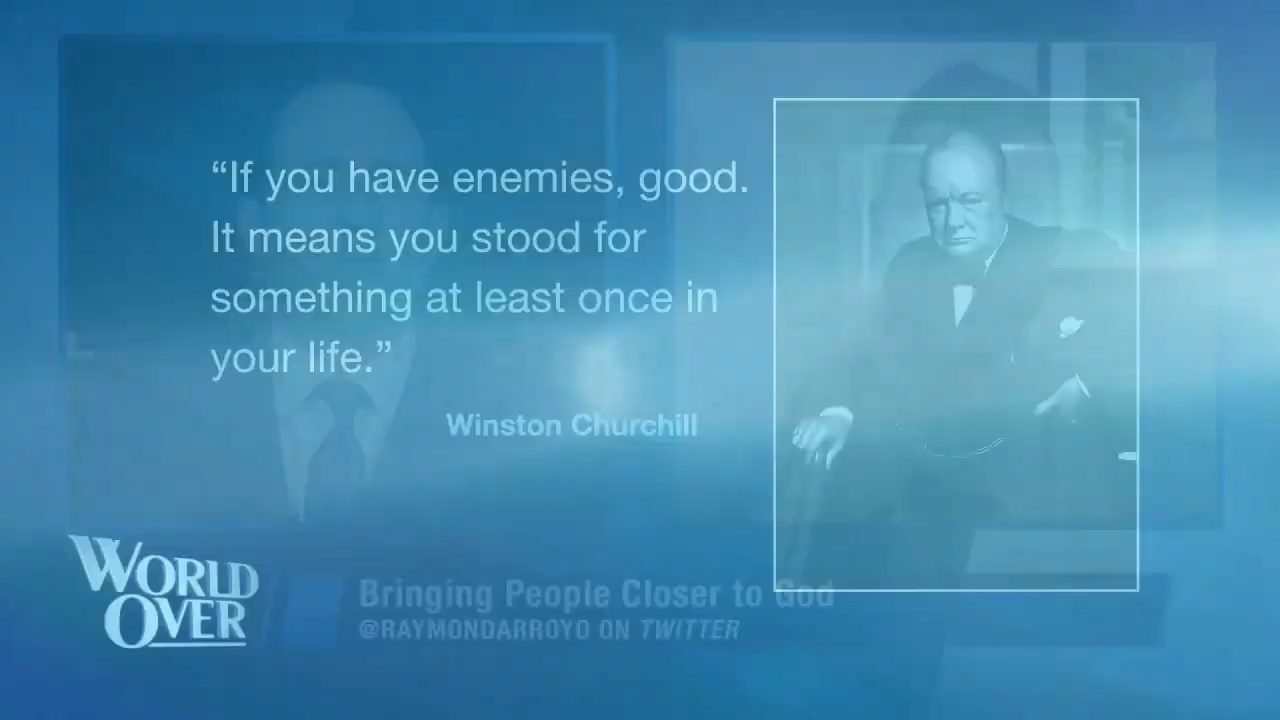 “If you have enemies, good.
It means you stood for
something at least once in
your life.”
Winston Churchill
WORLD
OVER
Bringing People Closer to God
@RAYMONDARROYO ON TWITTER